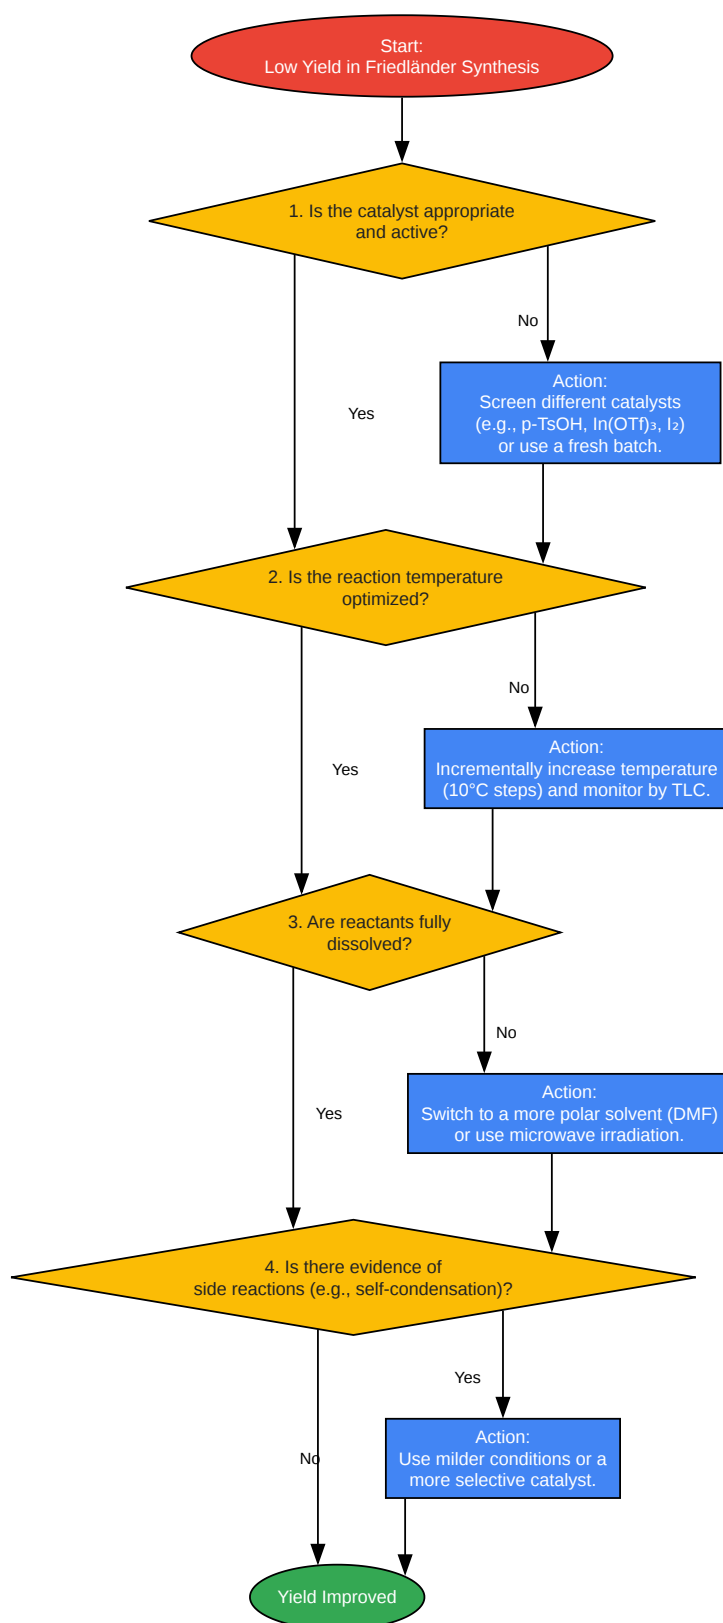 Start:
Low Yield in Friedländer Synthesis
1. Is the catalyst appropriate
and active?
No
Action:
Screen different catalysts
(e.g., p-TsOH, In(OTf)₃, I₂)
or use a fresh batch.
Yes
2. Is the reaction temperature
optimized?
No
Action:
Incrementally increase temperature
(10°C steps) and monitor by TLC.
Yes
3. Are reactants fully
dissolved?
No
Action:
Switch to a more polar solvent (DMF)
or use microwave irradiation.
Yes
4. Is there evidence of
side reactions (e.g., self-condensation)?
Yes
Action:
Use milder conditions or a
more selective catalyst.
No
Yield Improved